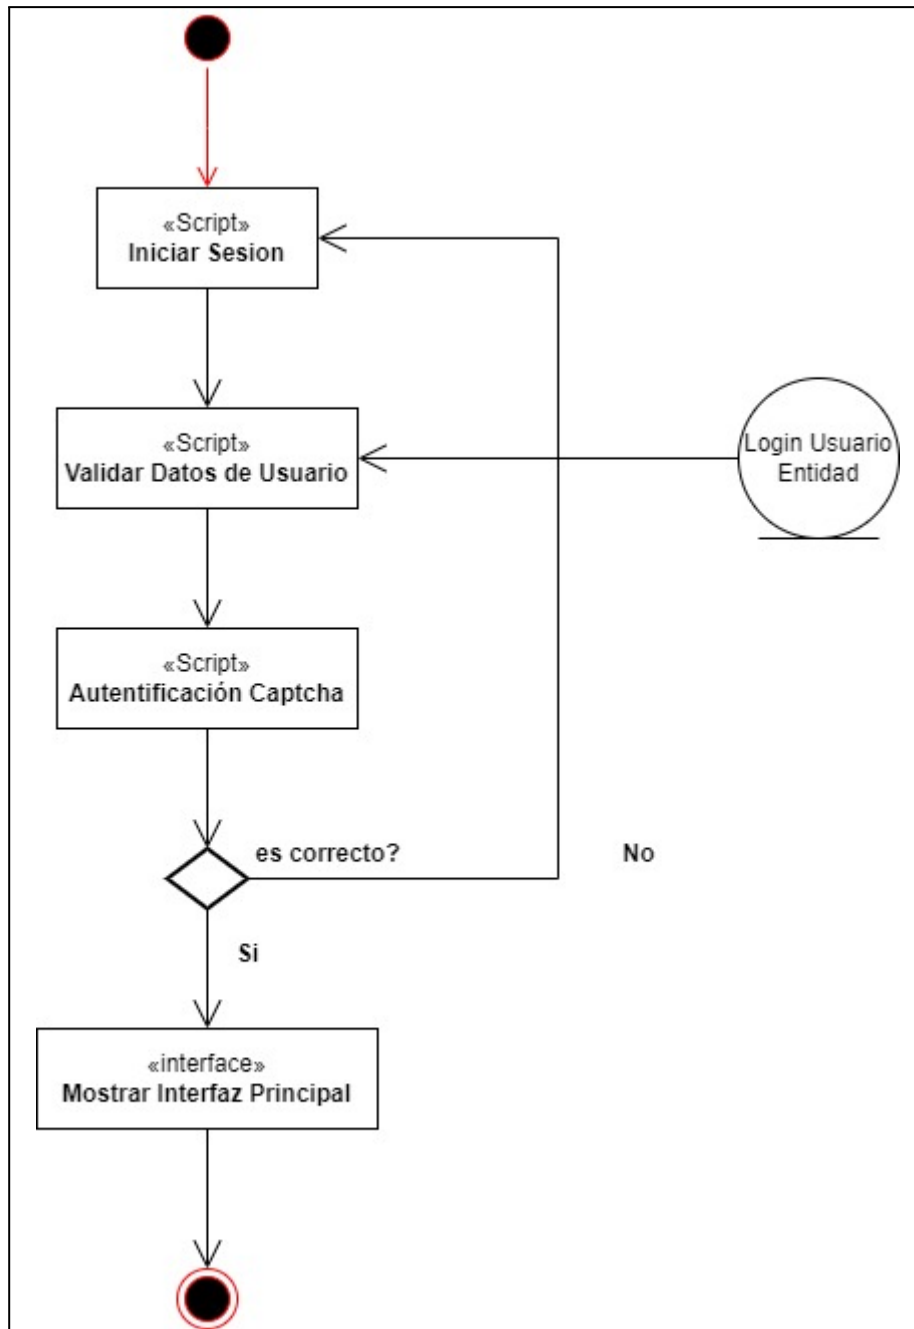 «Script»
Iniciar Sesion
«Script»
Validar Datos de Usuario
Login Usuario
Entidad
«Script»
Autentificación Captcha
es correcto?
No
Si
«interface»
Mostrar Interfaz Principal